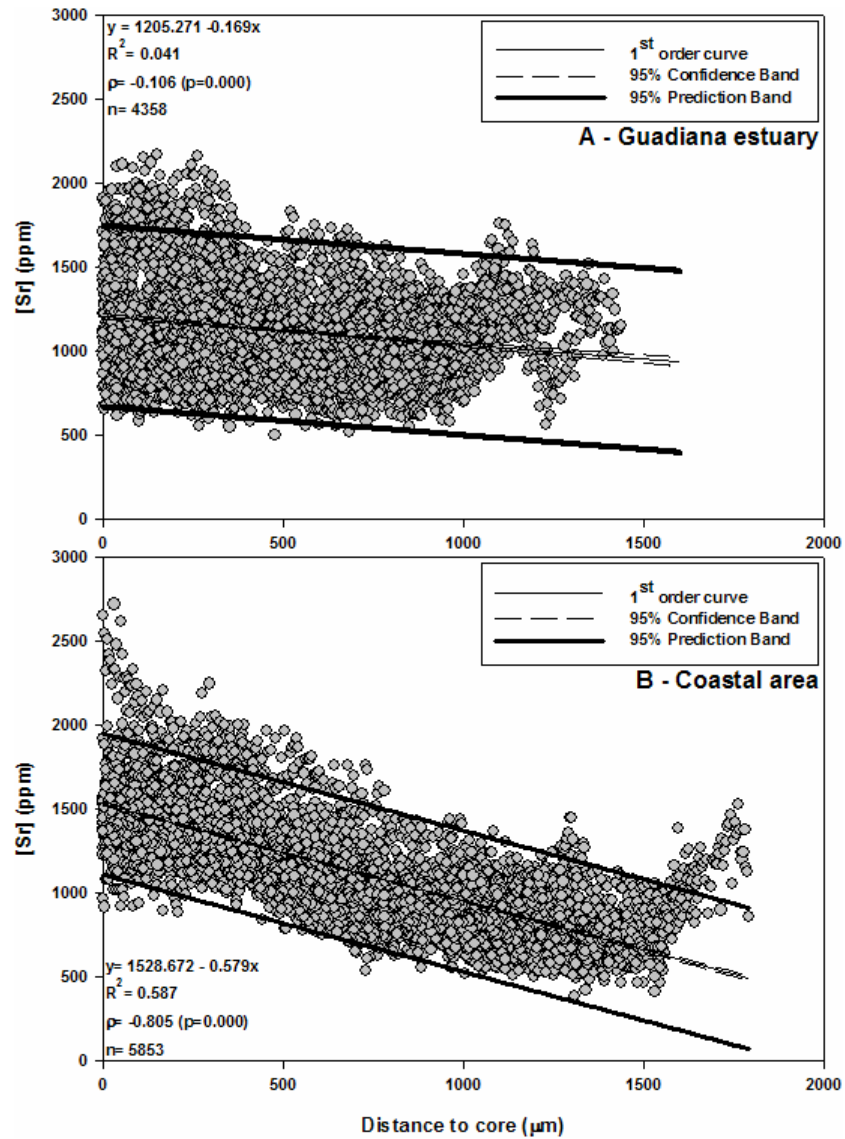 3000
y = 1205.271 -0.169x
R² = 0.041
ρ= -0.106 (p=0.000)
n= 4358
1st order curve
95% Confidence Band
95% Prediction Band
A - Guadiana estuary
2500
2000
1500
1000
500
0
[Sr] (ppm)
0 500 1000 1500 2000
3000
1st order curve
95% Confidence Band
95% Prediction Band
B - Coastal area
2500
2000
1500
1000
500
0
[Sr] (ppm)
y= 1528.672 - 0.579x
R² = 0.587
ρ= -0.805 (p=0.000)
n= 5853
0 500 1000 1500 2000
Distance to core (μm)